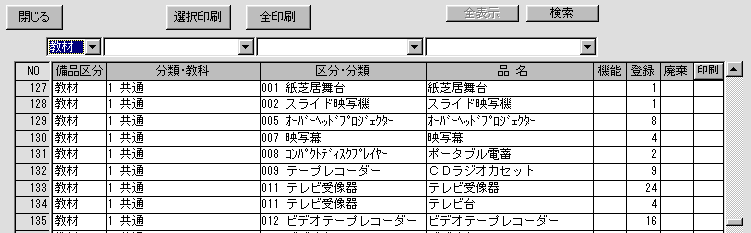 閉じる 選択印刷 全印刷 全表示 検索
教材
NO 備品区分 分類・教科 区分・分類 品 名 機能 登録 廃棄 印刷
127 教材 1 共通 001 紙芝居舞台 紙芝居舞台 1
128 教材 1 共通 002 スライド映写機 スライド映写機 1
129 教材 1 共通 005 ｵｰﾊﾞｰﾍｯﾄﾞﾌﾟﾛｼﾞｪｸﾀｰ ｵｰﾊﾞｰﾍｯﾄﾞﾌﾟﾛｼﾞｪｸﾀｰ 8
130 教材 1 共通 007 映写幕 映写幕 4
131 教材 1 共通 008 ｺﾝﾊﾟｸﾄﾃﾞｨｽｸﾌﾟﾚｲﾔｰ ポータブル電蓄 2
132 教材 1 共通 009 テープレコーダー ＣＤラジオカセット 9
133 教材 1 共通 011 テレビ受像器 テレビ受像器 24
134 教材 1 共通 011 テレビ受像器 テレビ台 4
135 教材 1 共通 012 ビデオテープレコーダー ビデオテープレコーダー 16